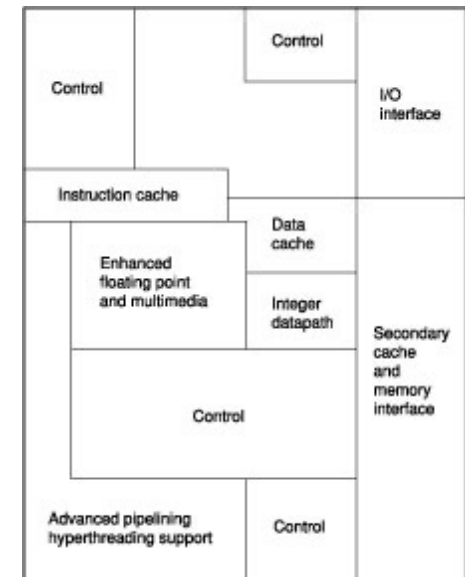 Control
Control
I/O
interface
Instruction cache
Data
cache
Enhanced
floating point
and multimedia
Integer
datapath
Secondary
cache
and
memory
interface
Control
Advanced pipelining
hyperthreading support
Control